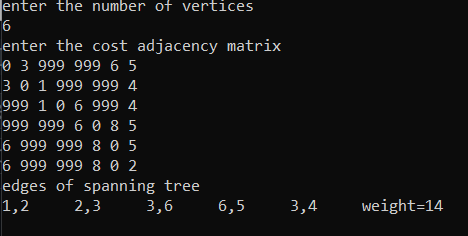 enter the number of vertices
6
enter the cost adjacency matrix
0 3 999 999 6 5
3 0 1 999 999 4
999 1 0 6 999 4
999 999 6 0 8 5
6 999 999 8 0 5
6 999 999 8 0 2
edges of spanning tree
1,2 2,3 3,6 6,5 3,4 weight=14